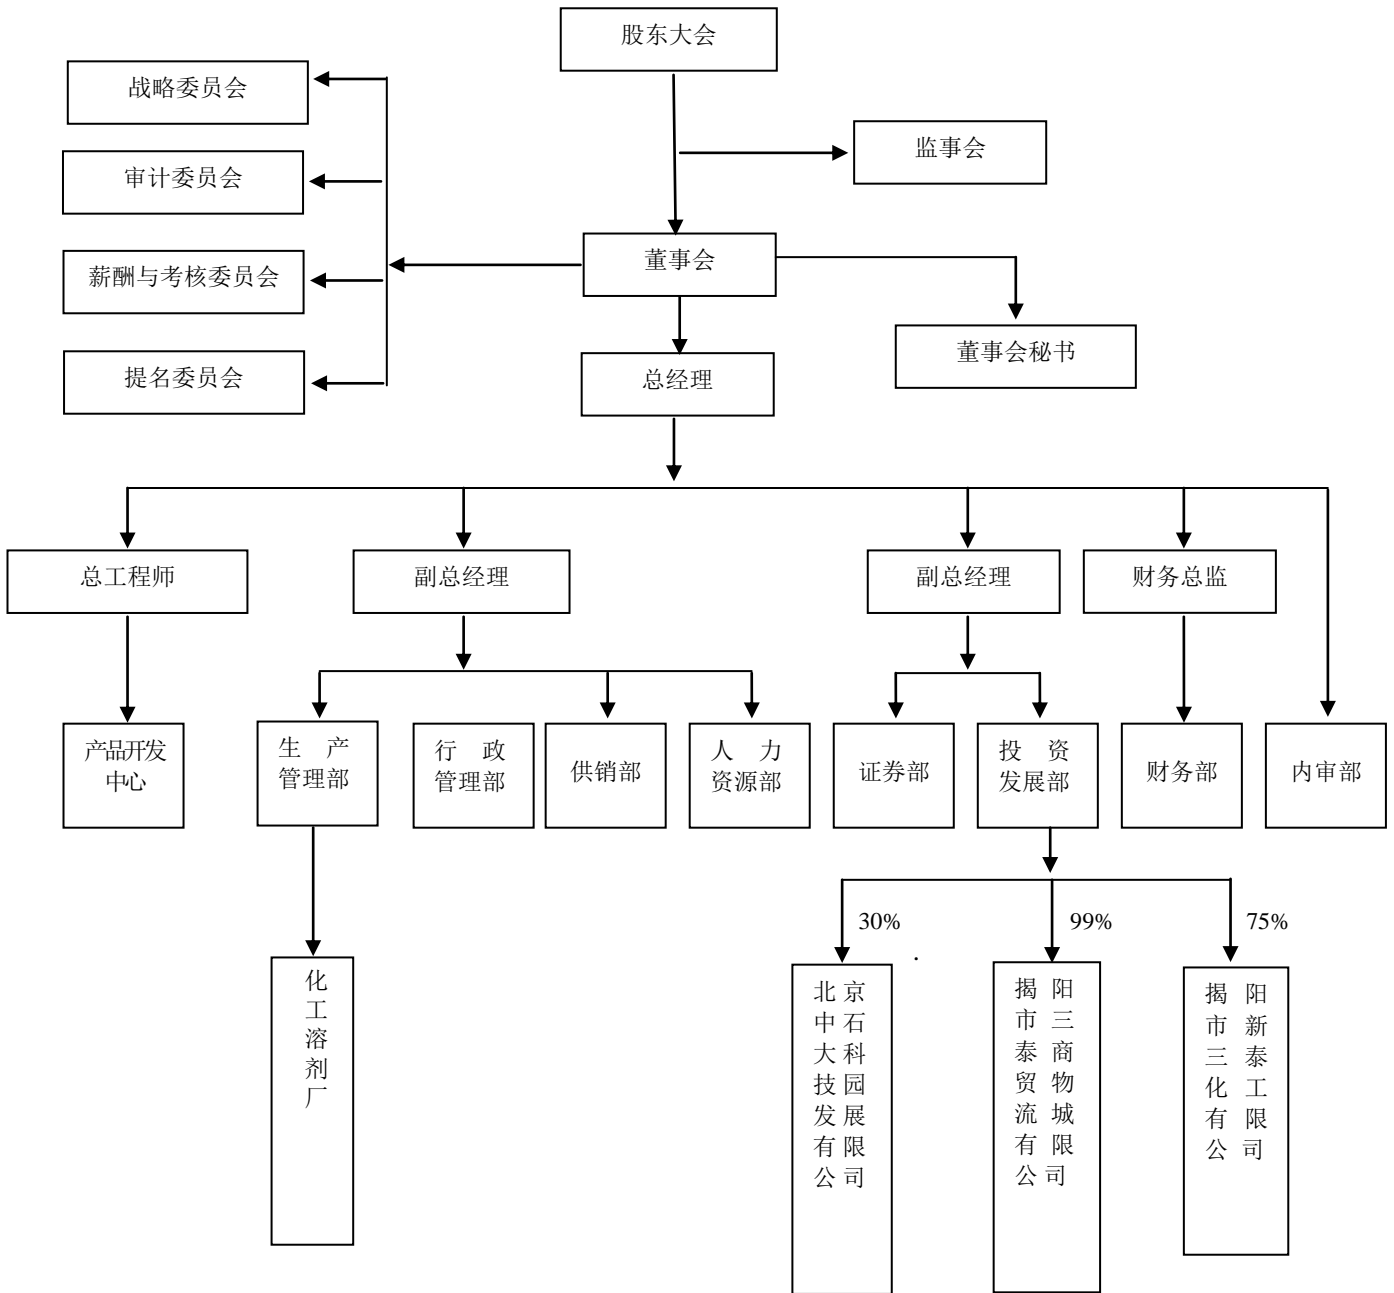 股东大会
战略委员会
监事会
审计委员会
董事会
薪酬与考核委员会
董事会秘书
提名委员会
总经理
总工程师
副总经理
副总经理
财务总监
产品开发
中心
生 产
管理部
行 政
管理部
供销部
人 力
资源部
证券部
投 资
发展部
财务部
内审部
30%
99%
75%
化
工
溶
剂
厂
北京
中石
大科
技园
发展
有限
公司
揭 阳
市 三
泰 商
贸 物
流 城
有 限
公 司
揭 阳
市 新
三 泰
化 工
有 限
公 司